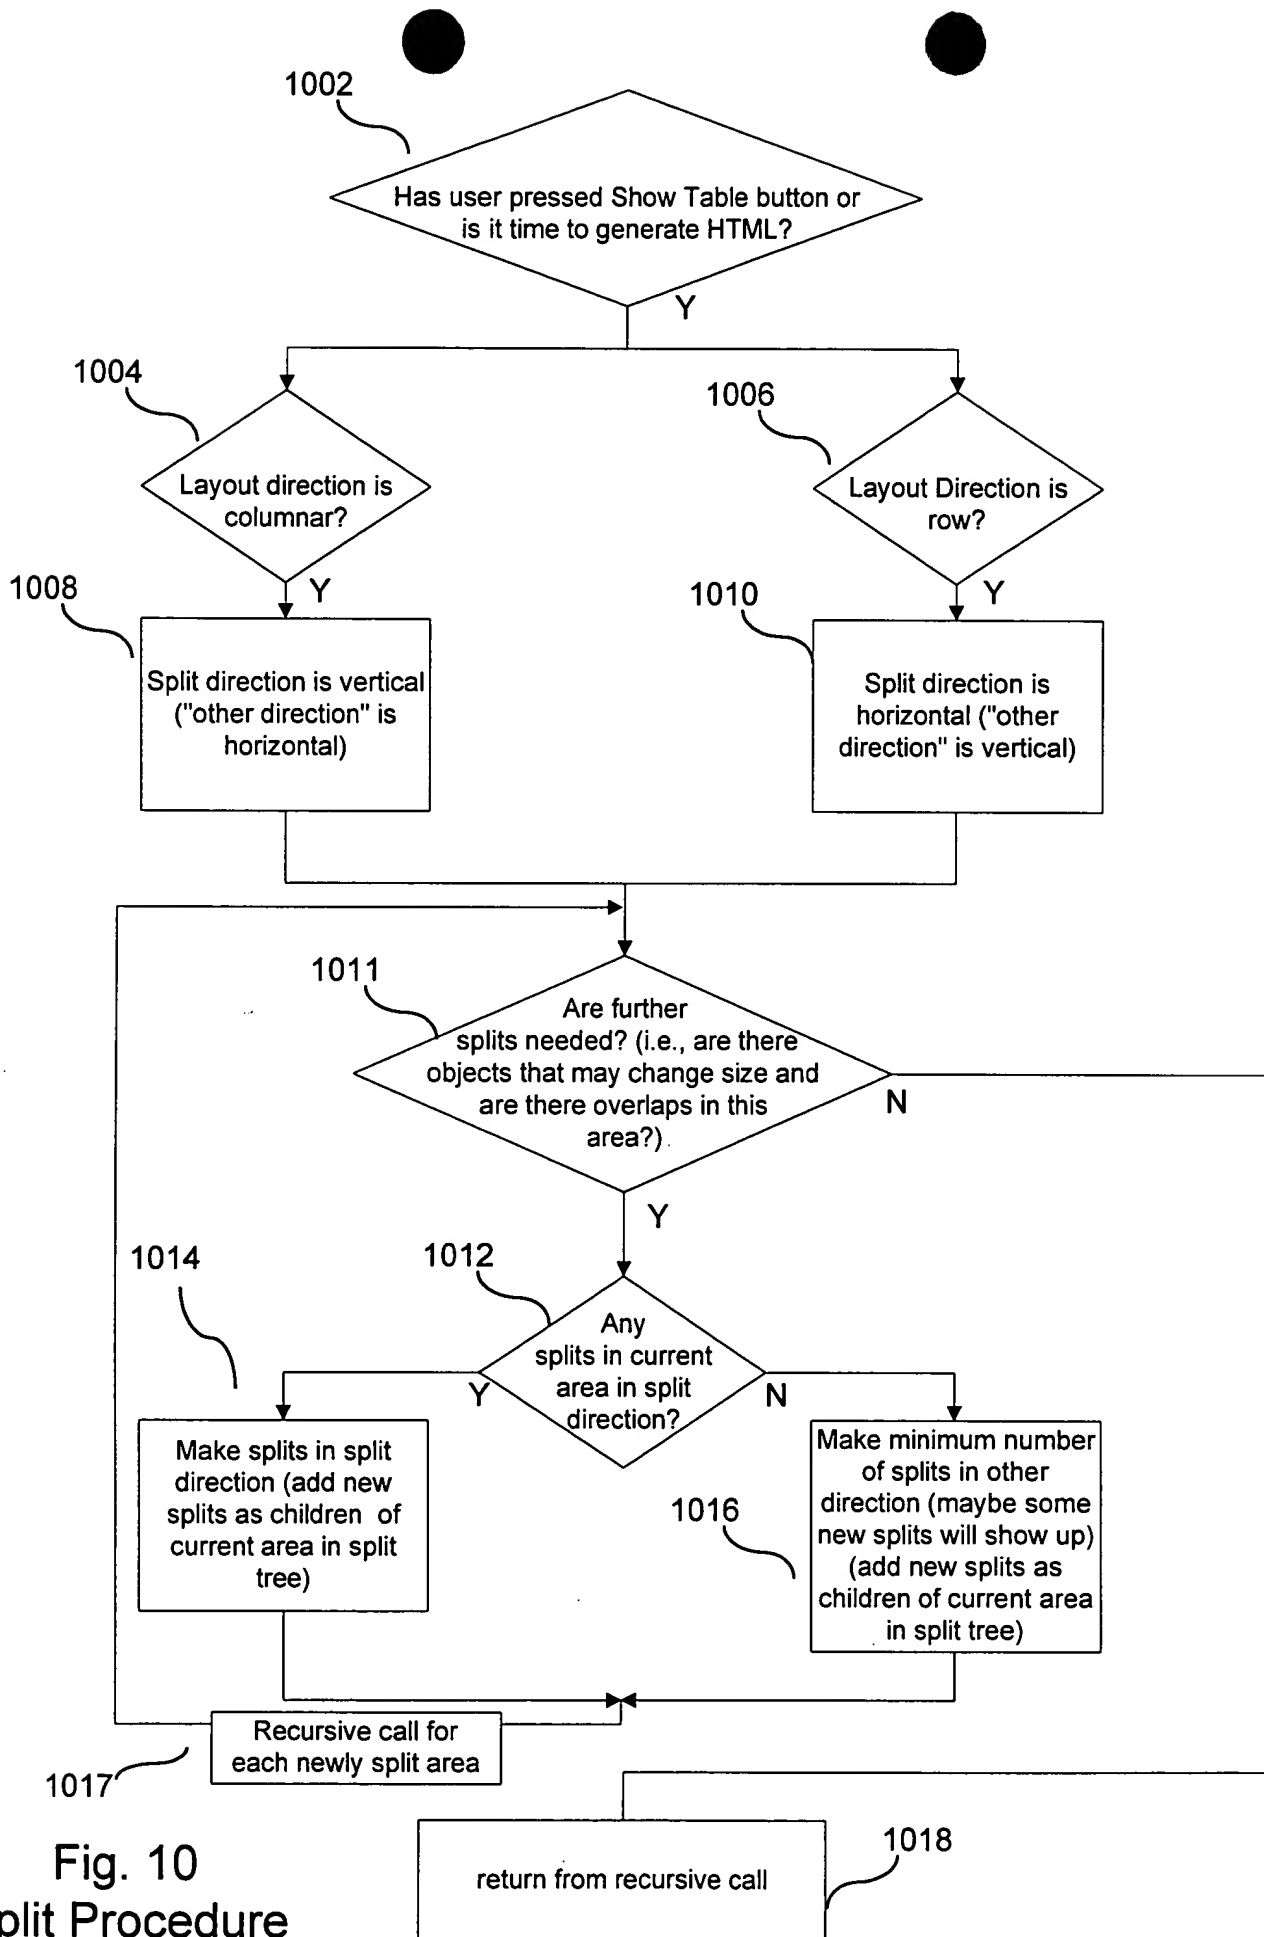 1002
Has user pressed Show Table button or
is it time to generate HTML?
Y
1004
Layout direction is
columnar?
Y
1006
Layout Direction is
row?
Y
1008
Split direction is vertical
("other direction" is
horizontal)
1010
Split direction is
horizontal ("other
direction" is vertical)
1011
Are further
splits needed? (i.e., are there
objects that may change size and
are there overlaps in this
area?)
N
Y
1012
Any
splits in current
area in split
direction?
Y
N
1014
Make splits in split
direction (add new
splits as children of
current area in split
tree)
1016
Make minimum number
of splits in other
direction (maybe some
new splits will show up)
(add new splits as
children of current area
in split tree)
Recursive call for
each newly split area
1017
return from recursive call
1018
Fig. 10
plit Procedure